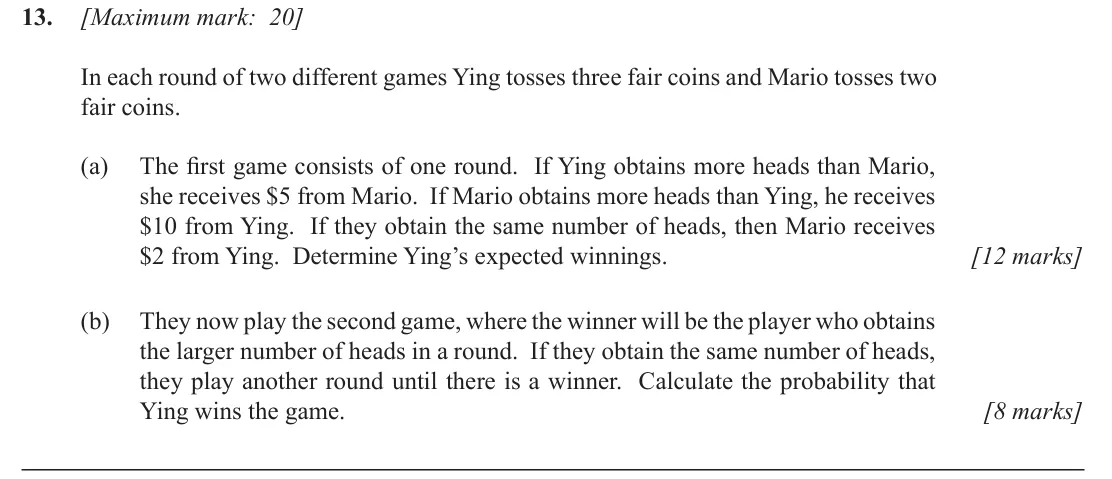 13. [Maximum mark: 20]
In each round of two different games Ying tosses three fair coins and Mario tosses two
fair coins.
(a) The first game consists of one round. If Ying obtains more heads than Mario,
she receives $5 from Mario. If Mario obtains more heads than Ying, he receives
$10 from Ying. If they obtain the same number of heads, then Mario receives
$2 from Ying. Determine Ying's expected winnings. [12 marks]
(b) They now play the second game, where the winner will be the player who obtains
the larger number of heads in a round. If they obtain the same number of heads,
they play another round until there is a winner. Calculate the probability that
Ying wins the game. [8 marks]